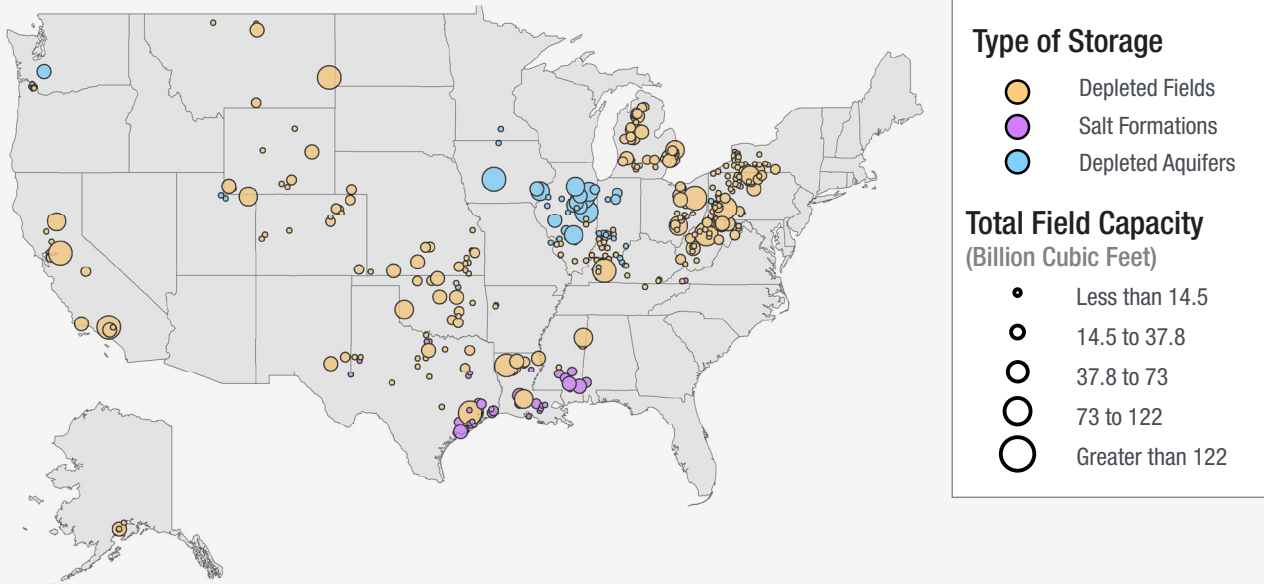 Type of Storage
Depleted Fields
Salt Formations
Depleted Aquifers
Total Field Capacity
(Billion Cubic Feet)
Less than 14.5
14.5 to 37.8
37.8 to 73
73 to 122
Greater than 122